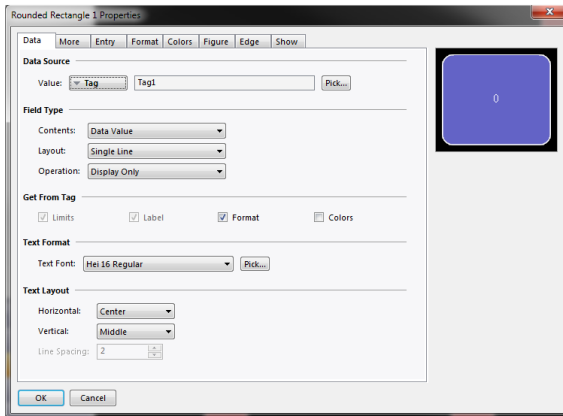 Rounded Rectangle 1 Properties
Data More Entry Format Colors Figure Edge Show
Data Source
Value: Tag Tag1 Pick...
Field Type
Contents: Data Value
Layout: Single Line
Operation: Display Only
Get From Tag
Limits Label Format Colors
Text Format
Text Font: Hei 16 Regular Pick...
Text Layout
Horizontal: Center
Vertical: Middle
Line Spacing: 2
OK Cancel
0